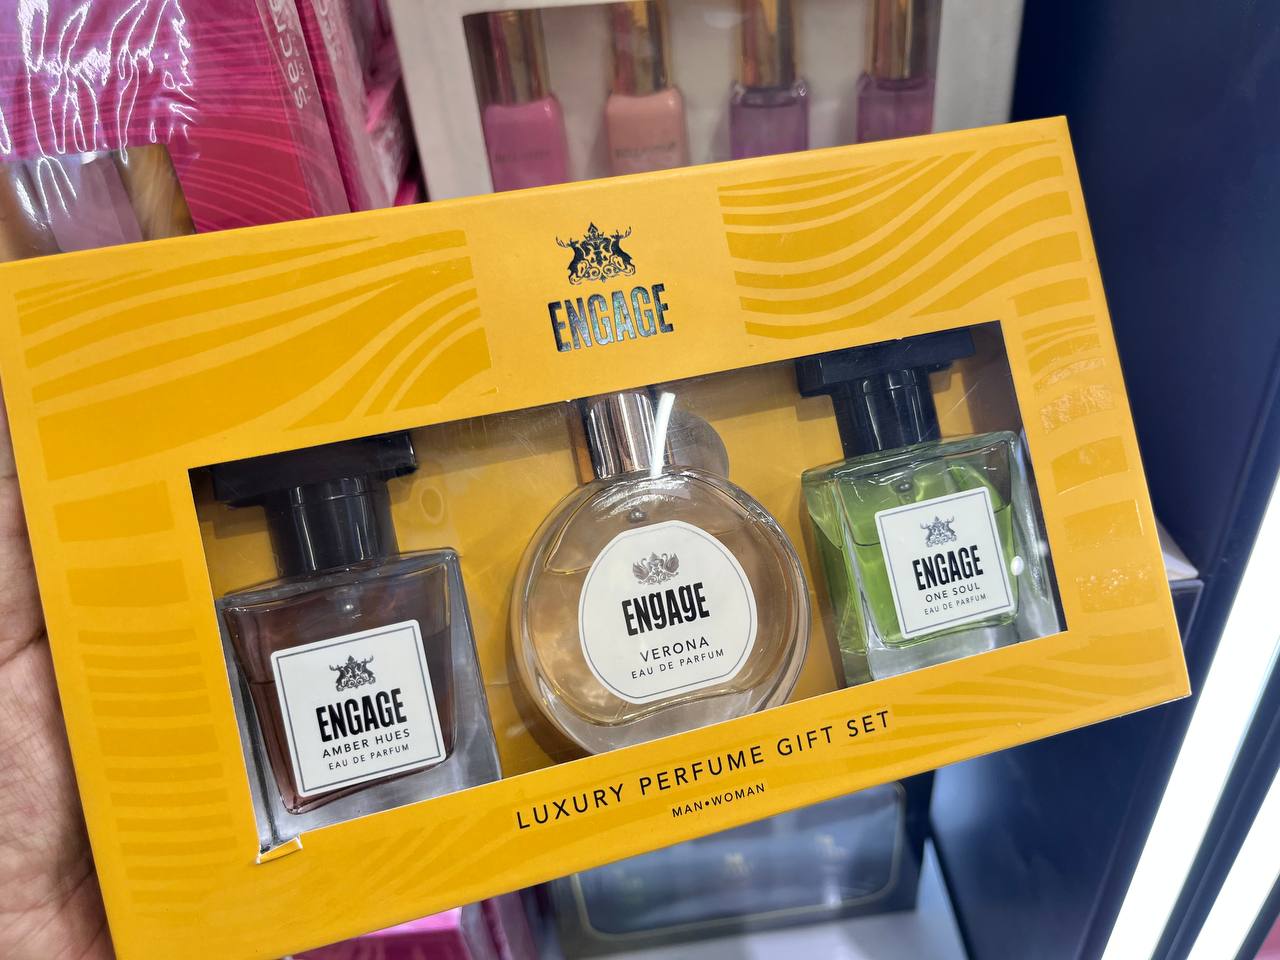 ENGAGE
ENGAGE
AMBER HUES
EAU DE PARFUM
ENgAgE
VERONA
EAU DE PARFUM
ENGAGE
ONE SOUL
EAU DE PARFUM
LUXURY PERFUME GIFT SET
MAN•WOMAN